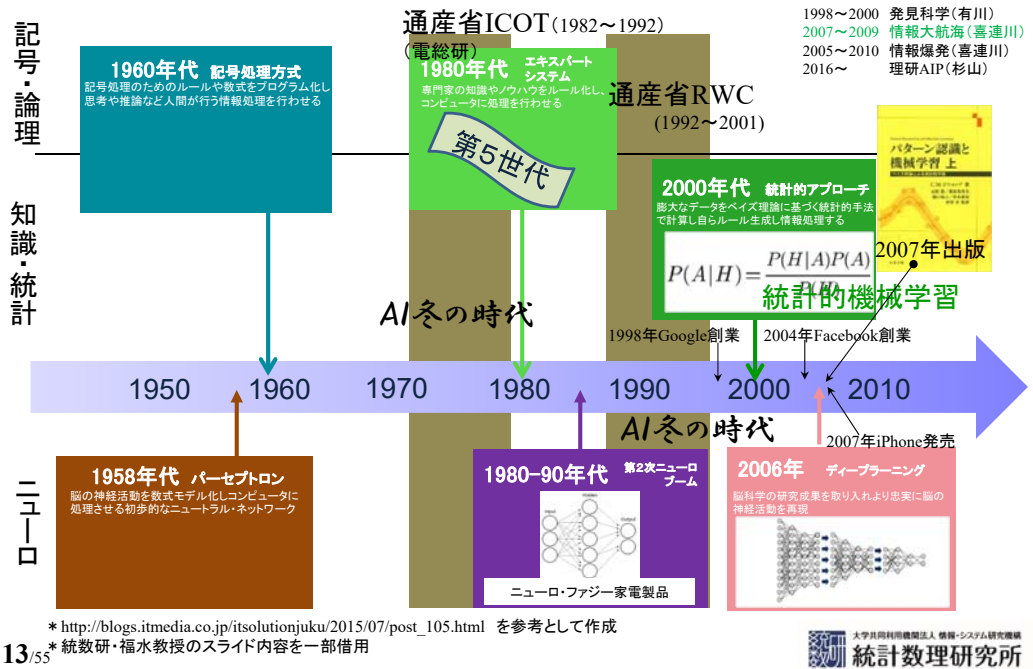 通産省ICOT(1982～1992)
(電総研)
1998～2000 発見科学(有川)
2007～2009 情報大航海(喜連川)
2005～2010 情報爆発(喜連川)
2016～ 理研AIP(杉山)
記号・論理
1960年代 記号処理方式
記号処理のためのルールや数式をプログラム化し
思考や推論など人間が行う情報処理を行わせる
1980年代 エキスパート
システム
専門家の知識やノウハウをルール化し、
コンピュータに処理を行わせる
第5世代
通産省RWC
(1992～2001)
パターン認識と
機械学習 上
2007年出版
知識・統計
2000年代 統計的アプローチ
膨大なデータをベイズ理論に基づく統計的手法
で計算し自らルール生成し情報処理する
P(A|H) = P(H|A)P(A) / P(H)
統計的機械学習
AI冬の時代
1998年Google創業
2004年Facebook創業
1950 1960 1970 1980 1990 2000 2010
AI冬の時代
2007年iPhone発売
ニューロ
1958年代 パーセプトロン
脳の神経活動を数式モデル化しコンピュータに
処理させる初歩的なニュートラル・ネットワーク
1980-90年代 第2次ニューロ
ブーム
ニューロ・ファジー家電製品
2006年 ディープラーニング
脳科学の研究成果を取り入れより忠実に脳の
神経活動を再現
＊http://blogs.itmedia.co.jp/itsolutionjuku/2015/07/post_105.html を参考として作成
＊統数研・福水教授のスライド内容を一部借用
13/55
統数研
大学共同利用機関法人 情報・システム研究機構
統計数理研究所